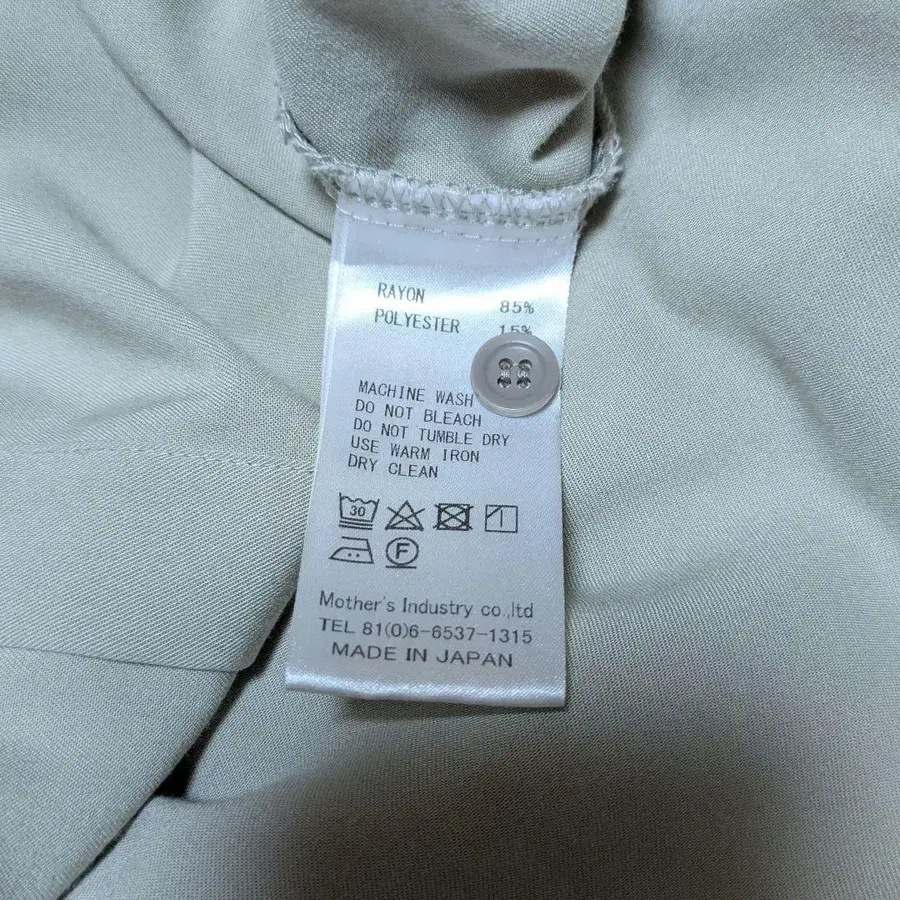 RAYON 85%
POLYESTER 15%
MACHINE WASH
DO NOT BLEACH
DO NOT TUMBLE DRY
USE WARM IRON
DRY CLEAN
30
F
Mother's Industry co.,ltd
TEL 81(0)6-6537-1315
MADE IN JAPAN